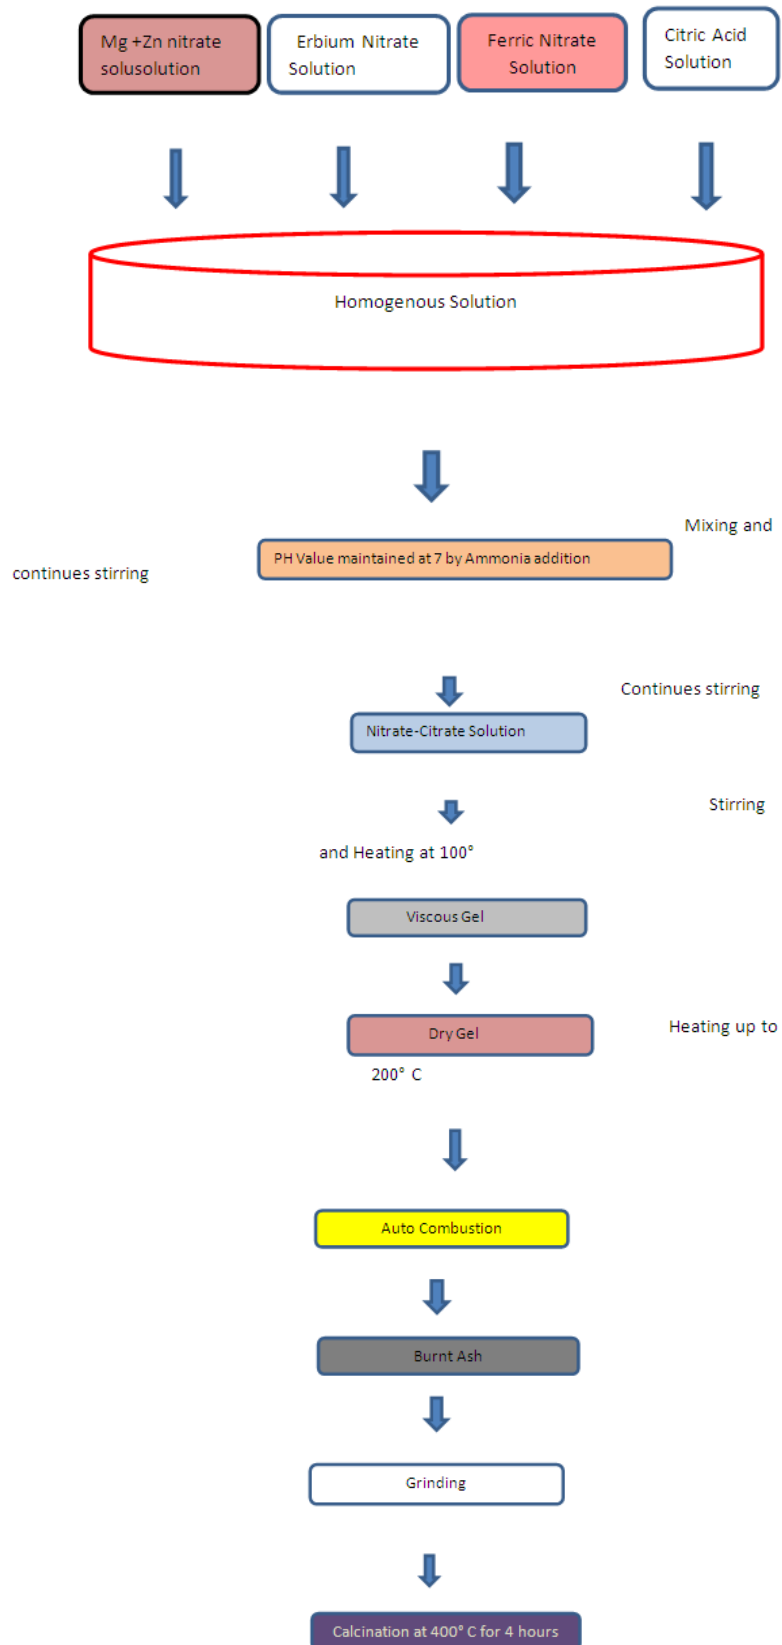 Mg +Zn nitrate
solusolution
Erbium Nitrate
Solution
Ferric Nitrate
Solution
Citric Acid
Solution
Homogenous Solution
Mixing and
PH Value maintained at 7 by Ammonia addition
continues stirring
Continues stirring
Nitrate-Citrate Solution
Stirring
and Heating at 100°
Viscous Gel
Heating up to
Dry Gel
200° C
Auto Combustion
Burnt Ash
Grinding
Calcination at 400° C for 4 hours